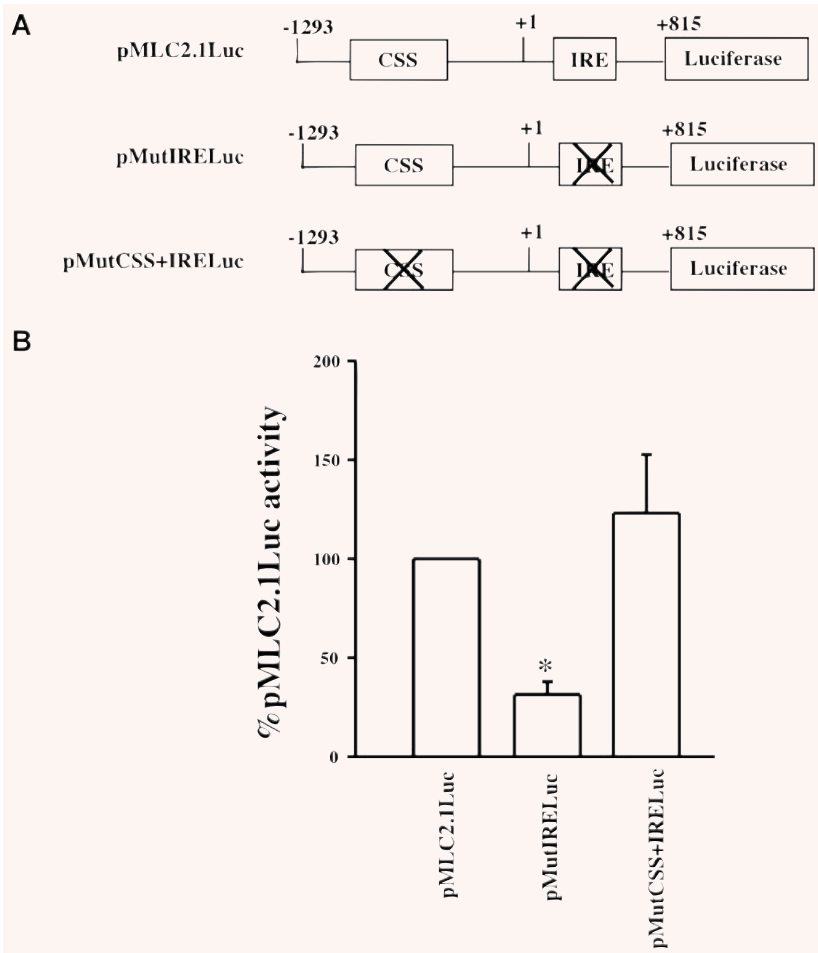 A
-1293 +1 +815
pMLC2.1Luc CSS IRE Luciferase
-1293 +1 +815
pMutIRELuc CSS IRE Luciferase
-1293 +1 +815
pMutCSS+IRELuc CSS IRE Luciferase
B
%pMLC2.1Luc activity
200
150
100
50
0
*
pMLC2.1Luc
pMutIRELuc
pMutCSS+IRELuc